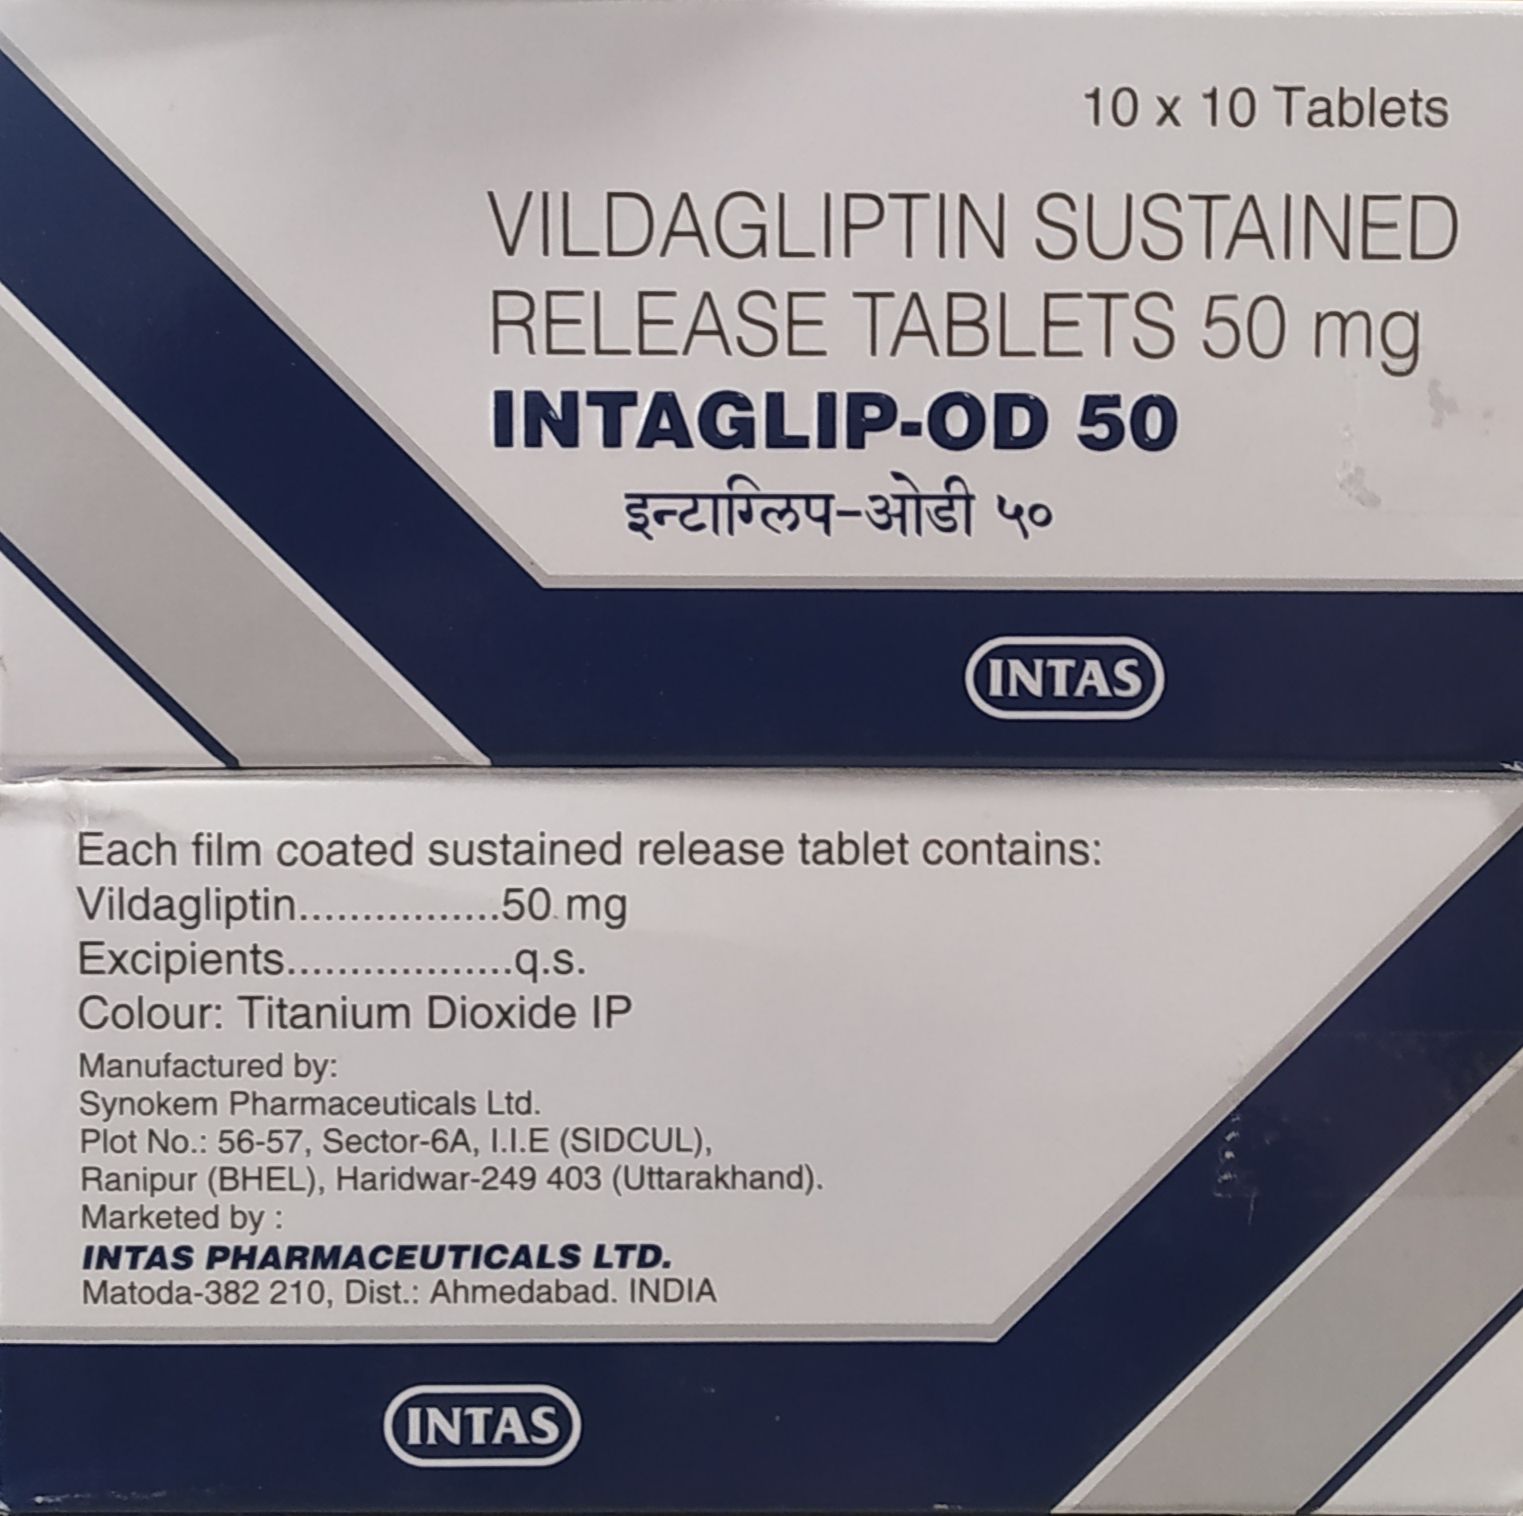 10 x 10 Tablets
VILDAGLIPTIN SUSTAINED
RELEASE TABLETS 50 mg
INTAGLIP-OD 50
इन्टाग्लिप-ओडी ५०
INTAS
Each film coated sustained release tablet contains:
Vildagliptin................50 mg
Excipients..................q.s.
Colour: Titanium Dioxide IP
Manufactured by:
Synokem Pharmaceuticals Ltd.
Plot No.: 56-57, Sector-6A, I.I.E (SIDCUL),
Ranipur (BHEL), Haridwar-249 403 (Uttarakhand).
Marketed by :
INTAS PHARMACEUTICALS LTD.
Matoda-382 210, Dist.: Ahmedabad. INDIA
INTAS